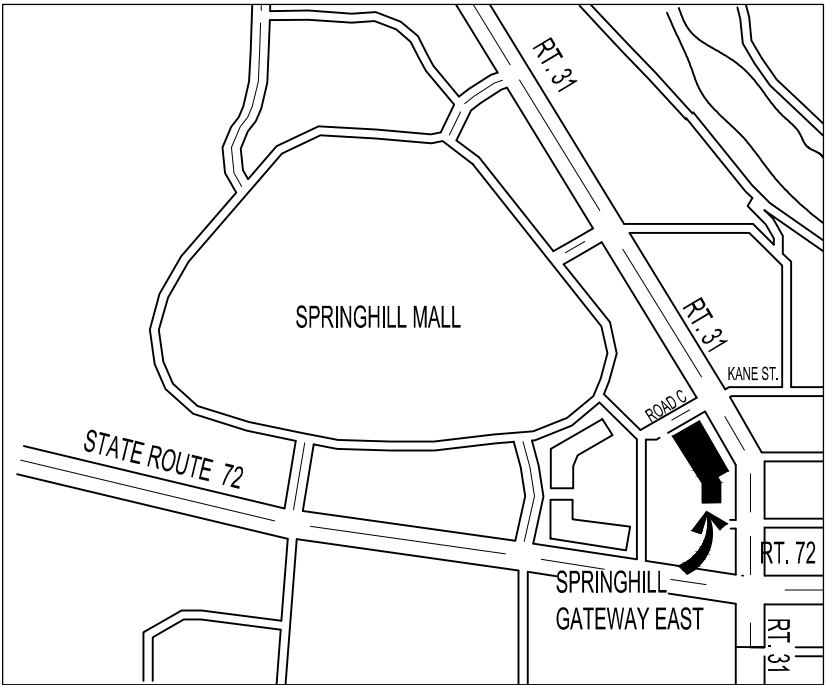 RT. 31
SPRINGHILL MALL
RT. 31
KANE ST.
ROAD C
STATE ROUTE 72
RT. 72
SPRINGHILL
GATEWAY EAST
RT. 31